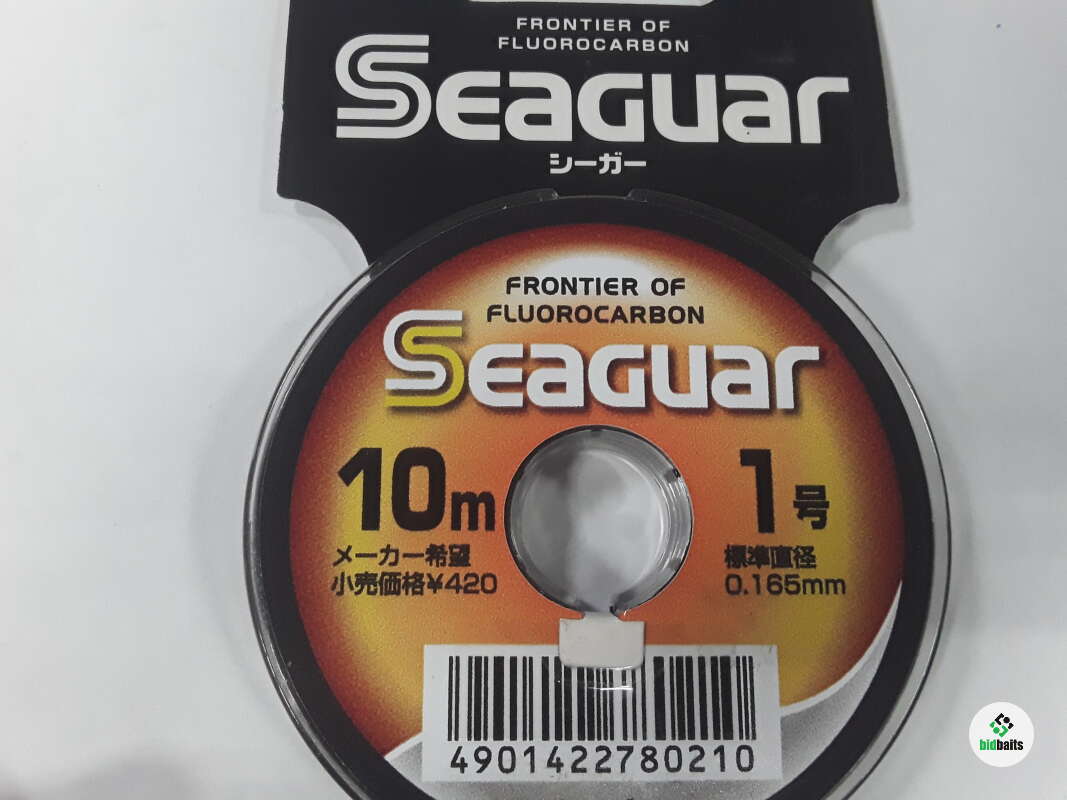 FRONTIER OF
FLUOROCARBON
Seaguar
シーガー
FRONTIER OF
FLUOROCARBON
Seaguar
10m
メーカー希望
小売価格¥420
1号
標準直径
0.165mm
4901422780210
bidbaits